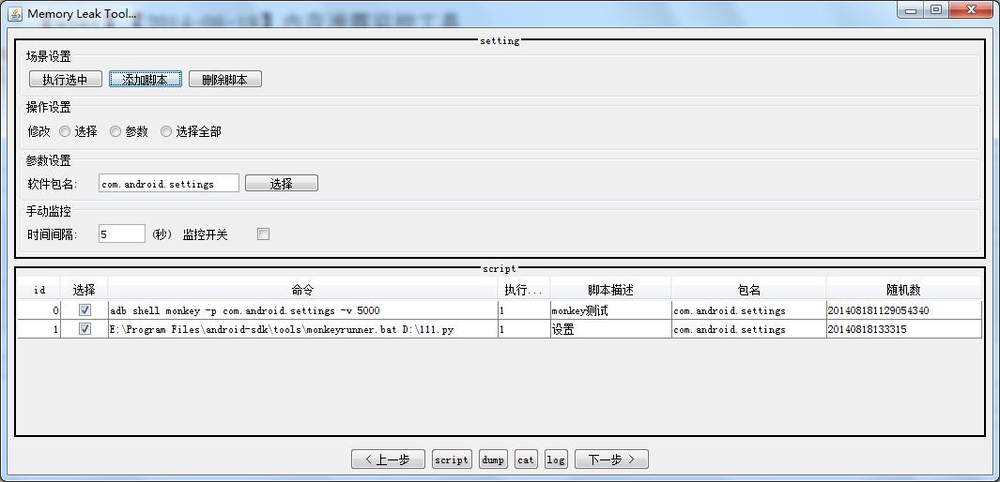 Memory Leak Tool...
setting
场景设置
执行选中 添加脚本 删除脚本
操作设置
修改 选择 参数 选择全部
参数设置
软件包名: com.android.settings 选择
手动监控
时间间隔: 5 (秒) 监控开关
script
id 选择 命令 执行... 脚本描述 包名 随机数
0 adb shell monkey -p com.android.settings -v 5000 1 monkey测试 com.android.settings 201408181129054340
1 E:\Program Files\android-sdk\tools\monkeyrunner.bat D:\111.py 1 设置 com.android.settings 20140818133315
< 上一步 script dump cat log 下一步 >